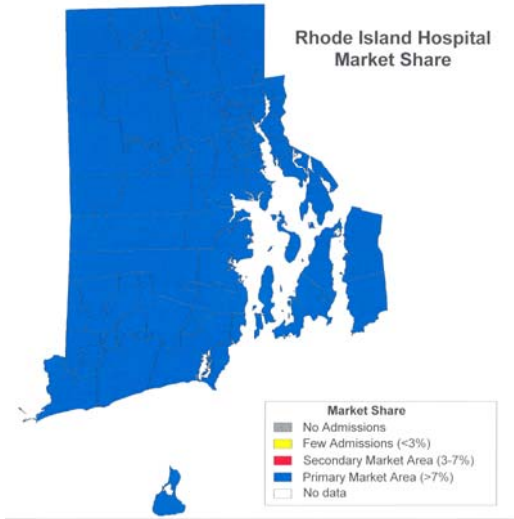 Rhode Island Hospital
Market Share
Market Share
No Admissions
Few Admissions (<3%)
Secondary Market Area (3-7%)
Primary Market Area (>7%)
No data